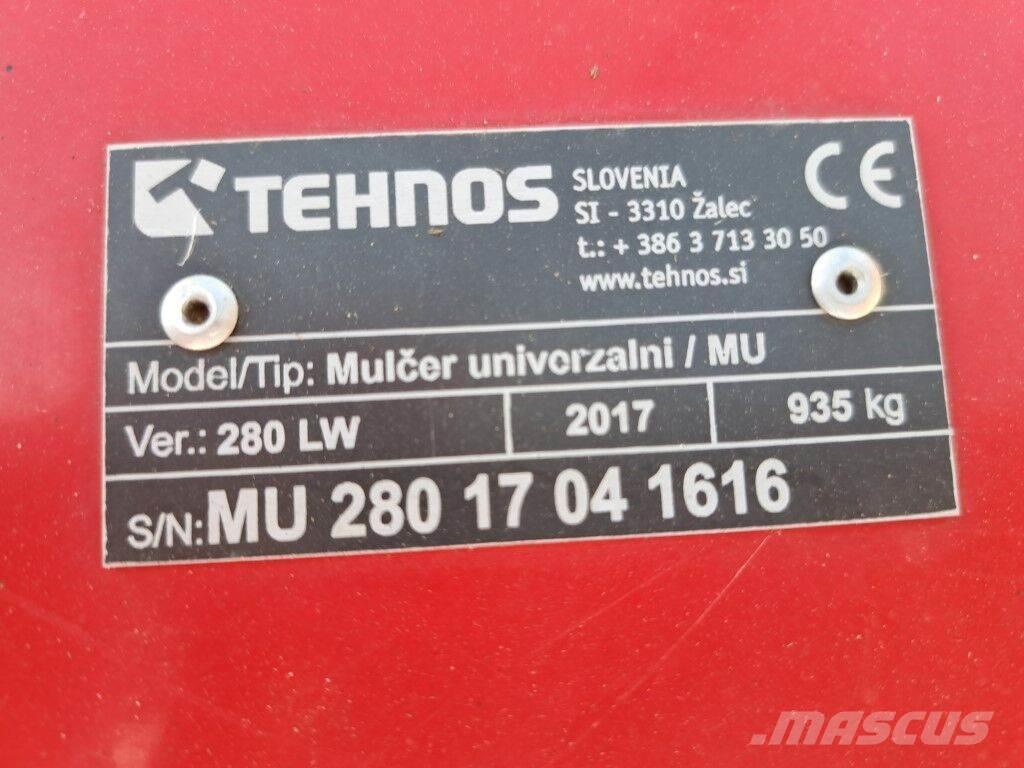 TEHNOS
SLOVENIA
SI - 3310 Žalec
t.: + 386 3 713 30 50
www.tehnos.si
CE
Model/Tip: Mulčer univerzalni / MU
Ver.: 280 LW 2017 935 kg
S/N: MU 280 17 04 1616
MASCUS